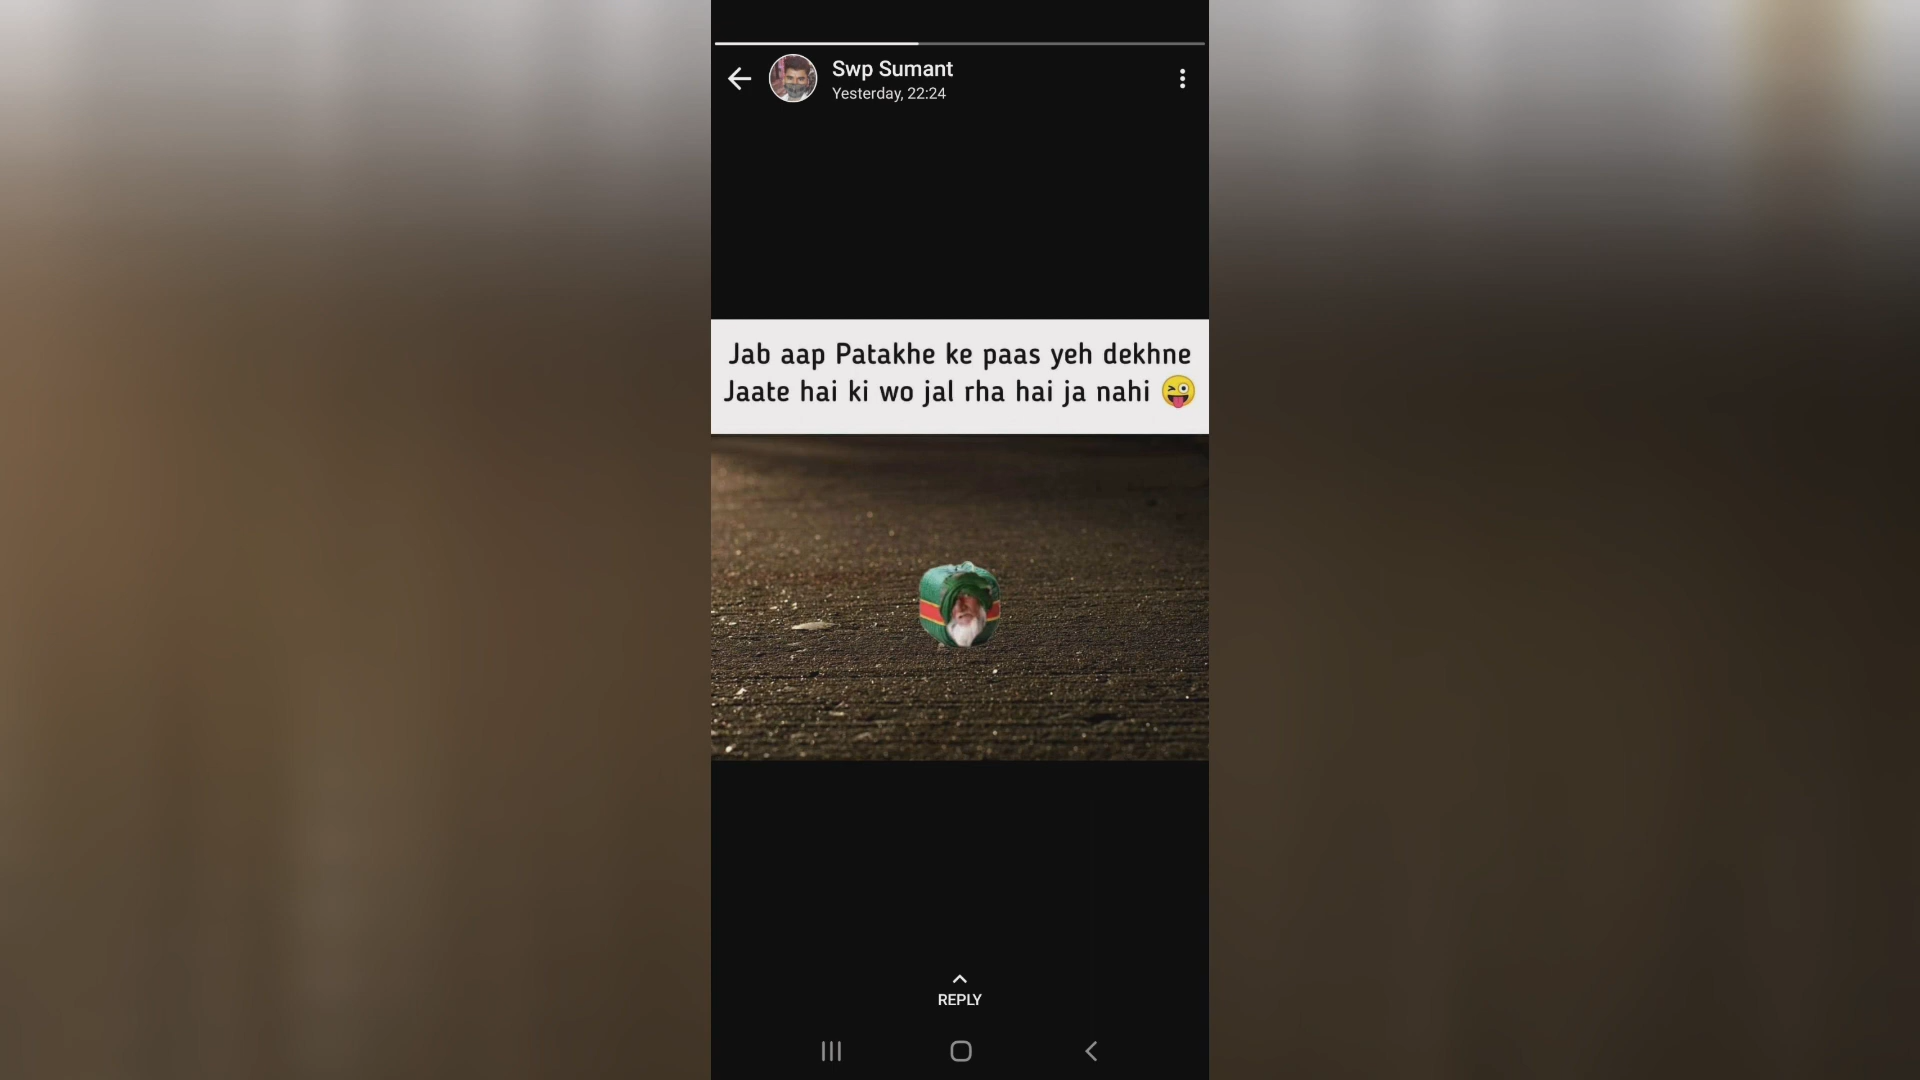 Swp Sumant
Yesterday, 22:24
Jab aap Patakhe ke paas yeh dekhne
Jaate hai ki wo jal rha hai ja nahi 😜
REPLY